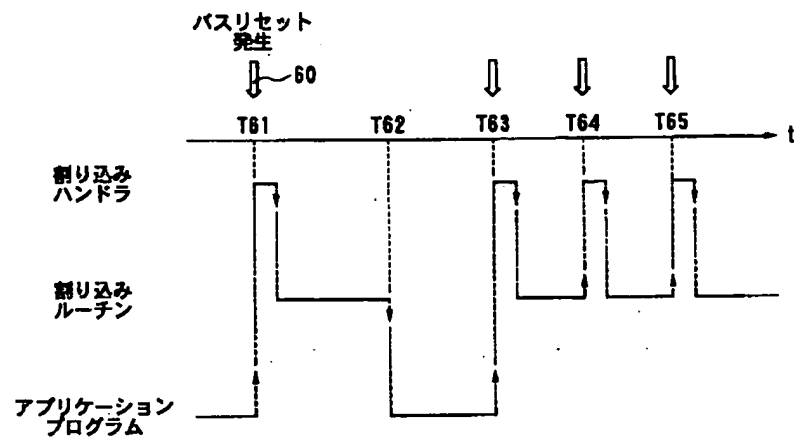 バスリセット
発生
60
T61 T62 T63 T64 T65
t
割り込み
ハンドラ
割り込み
ルーチン
アプリケーション
プログラム